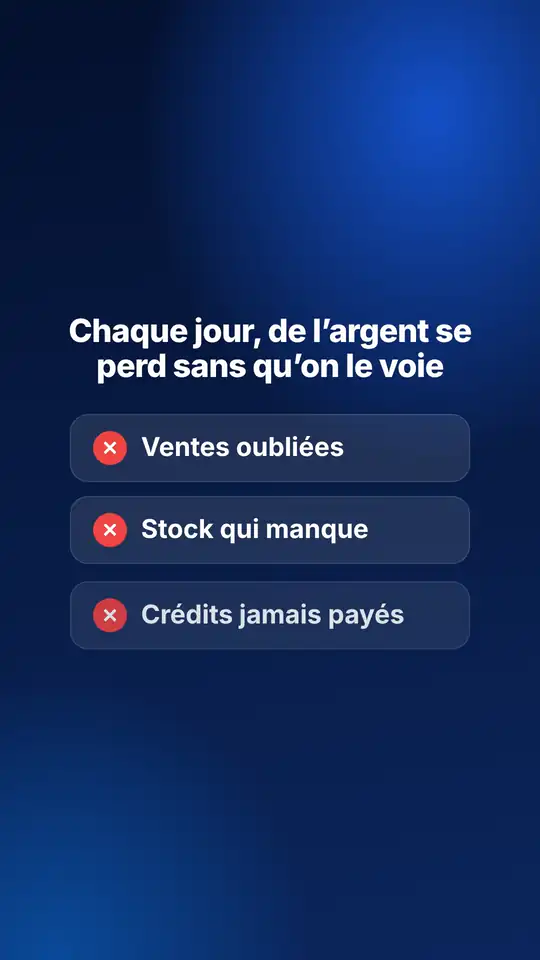 Chaque jour, de l’argent se
perd sans qu’on le voie
Ventes oubliées
Stock qui manque
Crédits jamais payés